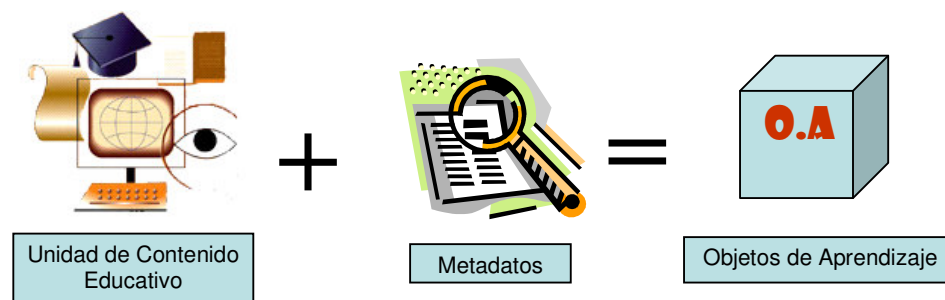 O.A
Unidad de Contenido
Educativo
Metadatos
Objetos de Aprendizaje